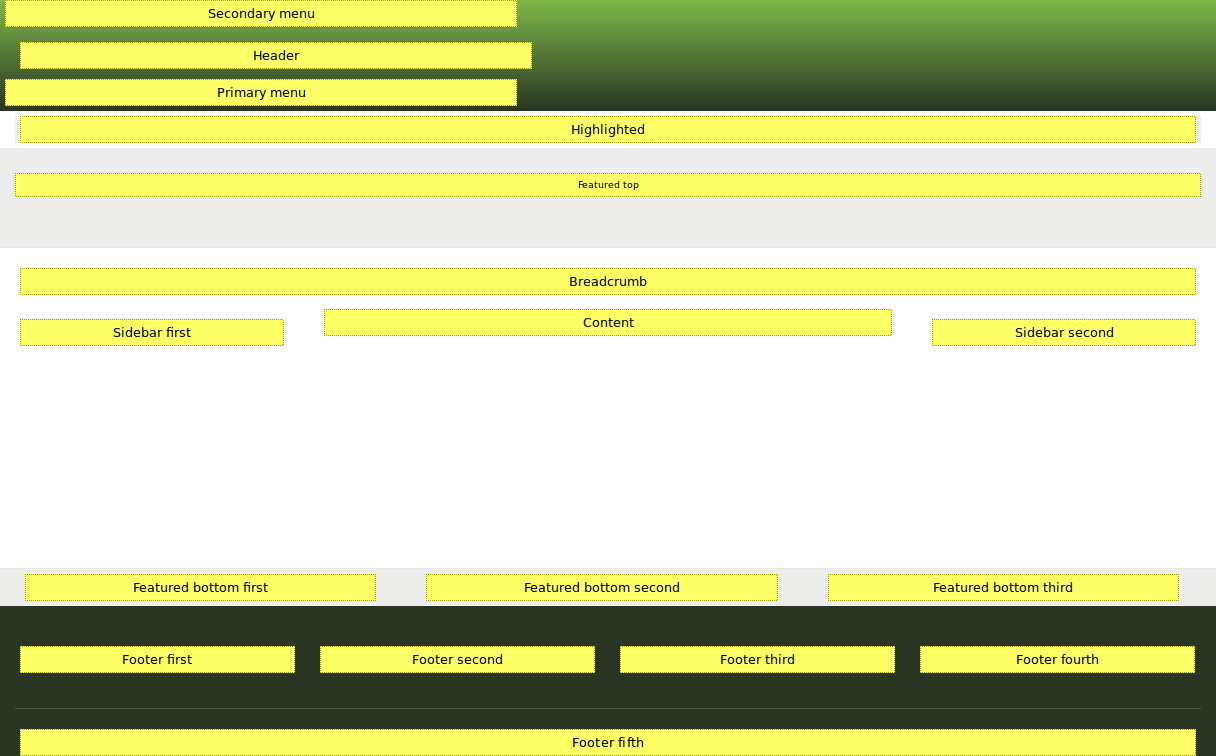 Secondary menu
Header
Primary menu
Highlighted
Featured top
Breadcrumb
Sidebar first
Content
Sidebar second
Featured bottom first
Featured bottom second
Featured bottom third
Footer first
Footer second
Footer third
Footer fourth
Footer fifth